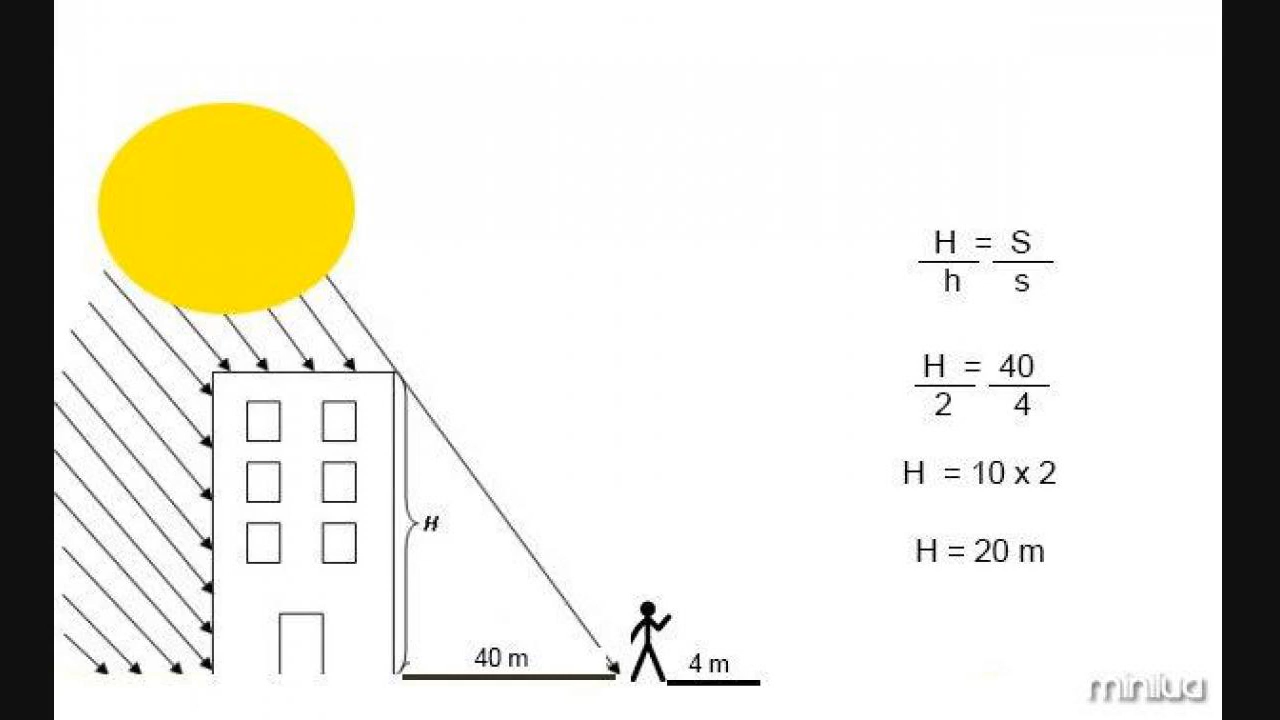 H = S
h s
H = 40
2 4
H = 10 x 2
H = 20 m
H
40 m
4 m
minilua